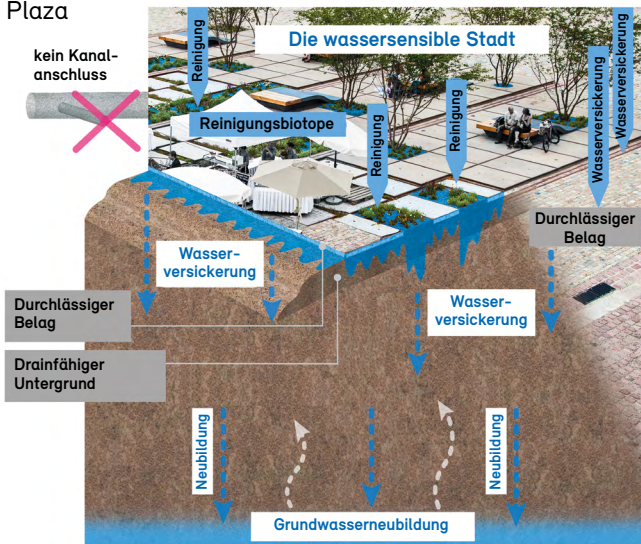 Plaza
kein Kanal-
anschluss
Die wassersensible Stadt
Reinigung
Reinigungsbiotope
Reinigung
Reinigung
Wasserversickerung
Wasserversickerung
Durchlässiger
Belag
Wasser-
versickerung
Wasser-
versickerung
Durchlässiger
Belag
Drainfähiger
Untergrund
Neubildung
Neubildung
Grundwasserneubildung